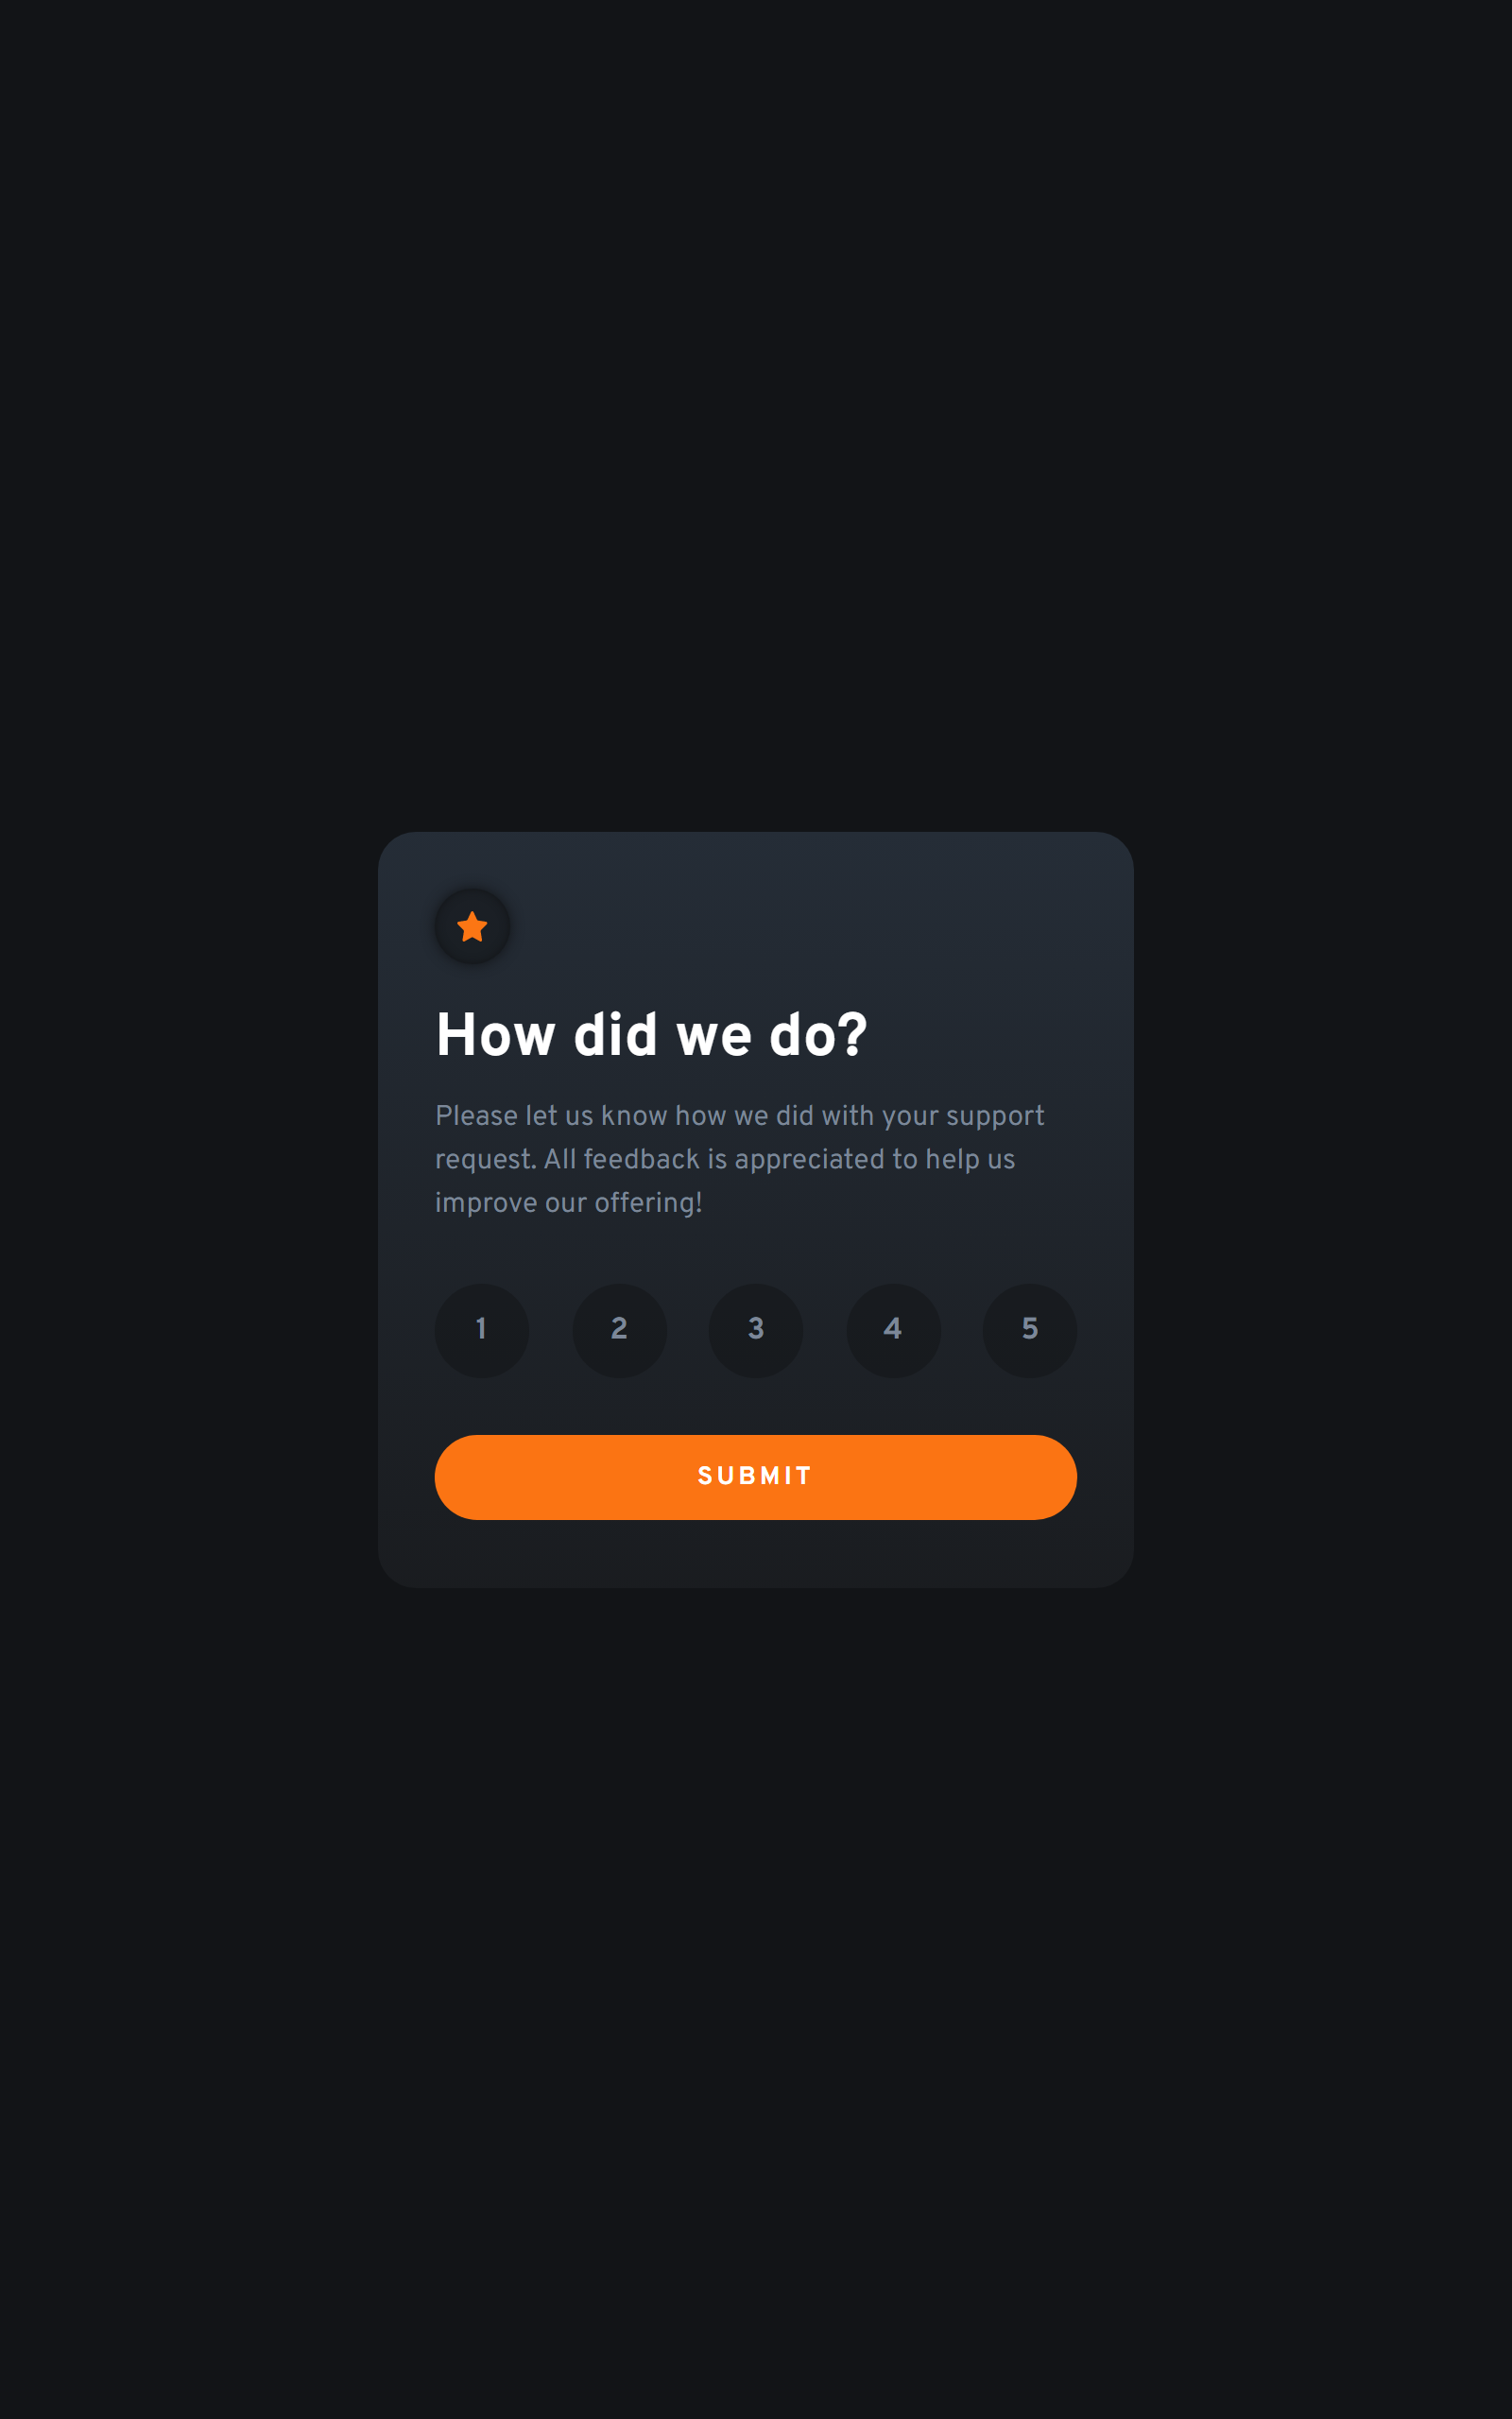 How did we do?
Please let us know how we did with your support
request. All feedback is appreciated to help us
improve our offering!
1 2 3 4 5
SUBMIT